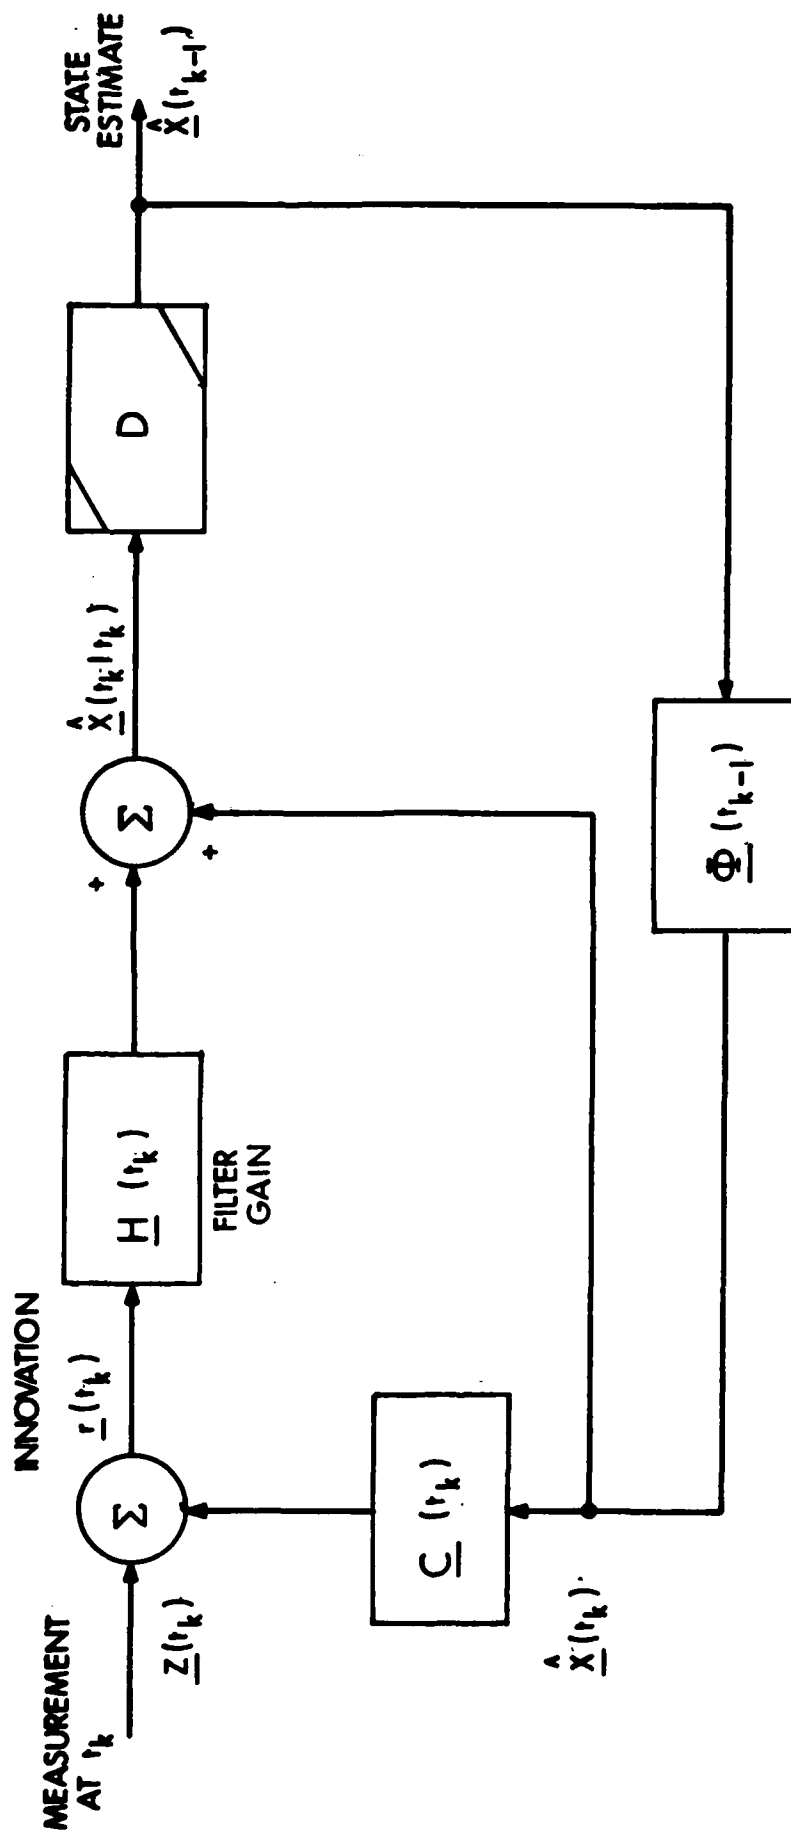 MEASUREMENT
AT t_k
Z(t_k)
Σ
INNOVATION
r(t_k)
H (t_k)
FILTER
GAIN
+
+
Σ
X̂(t_k|t_k)
D
STATE
ESTIMATE
X̂(t_k-1)
C (t_k)
X̂(t_k)
Φ (t_k-1)